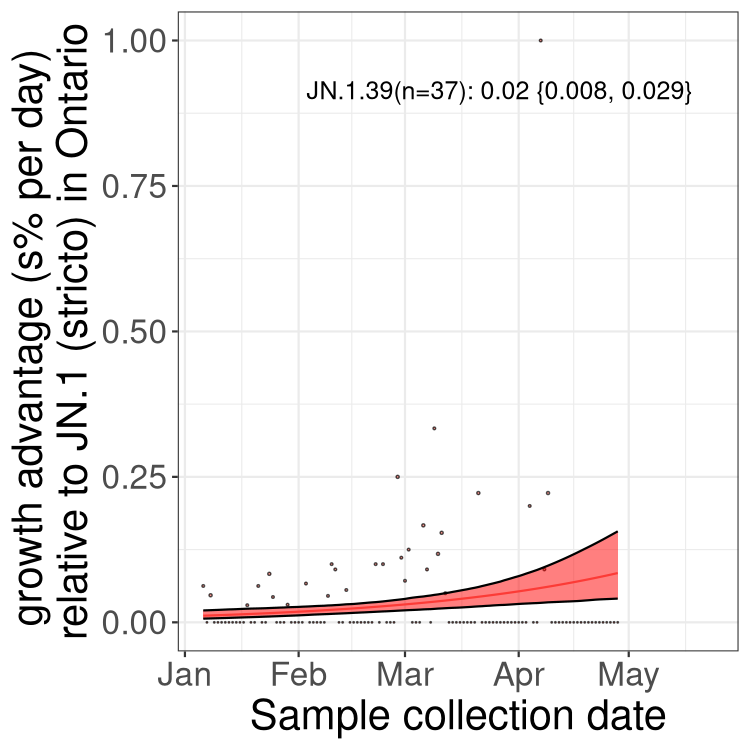 growth advantage (s% per day)
relative to JN.1 (stricto) in Ontario
1.00
0.75
0.50
0.25
0.00
JN.1.39(n=37): 0.02 {0.008, 0.029}
Jan Feb Mar Apr May
Sample collection date